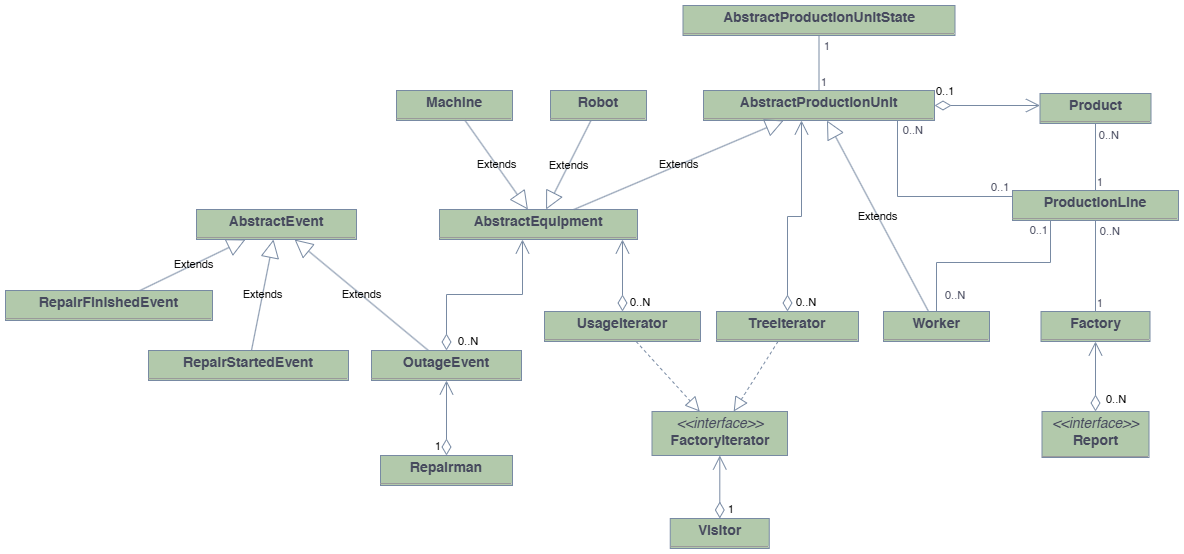 AbstractProductionUnitState
1
1
Machine
Robot
AbstractProductionUnit
0..1
Product
0..N
0..N
Extends
Extends
Extends
0..1
1
ProductionLine
AbstractEvent
AbstractEquipment
Extends
0..1
0..N
Extends
RepairFinishedEvent
Extends
Extends
0..N
0..N
0..N
1
UsageIterator
TreeIterator
Worker
Factory
0..N
RepairStartedEvent
OutageEvent
0..N
<<interface>>
FactoryIterator
<<interface>>
Report
1
Repairman
1
Visitor